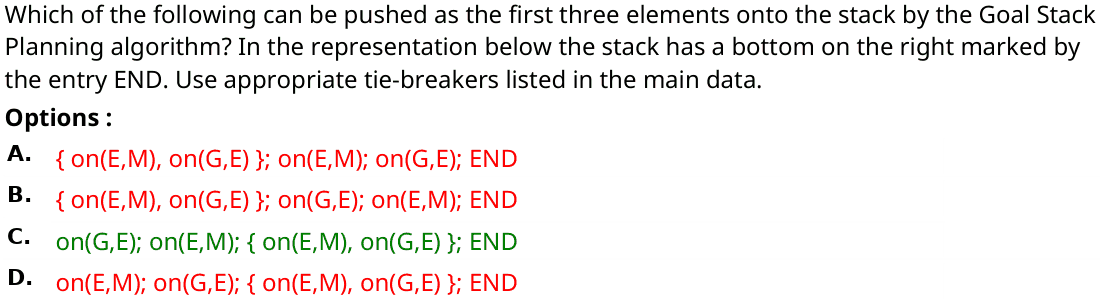 Which of the following can be pushed as the first three elements onto the stack by the Goal Stack
Planning algorithm? In the representation below the stack has a bottom on the right marked by
the entry END. Use appropriate tie-breakers listed in the main data.
Options :
A. { on(E,M), on(G,E) }; on(E,M); on(G,E); END
B. { on(E,M), on(G,E) }; on(G,E); on(E,M); END
C. on(G,E); on(E,M); { on(E,M), on(G,E) }; END
D. on(E,M); on(G,E); { on(E,M), on(G,E) }; END